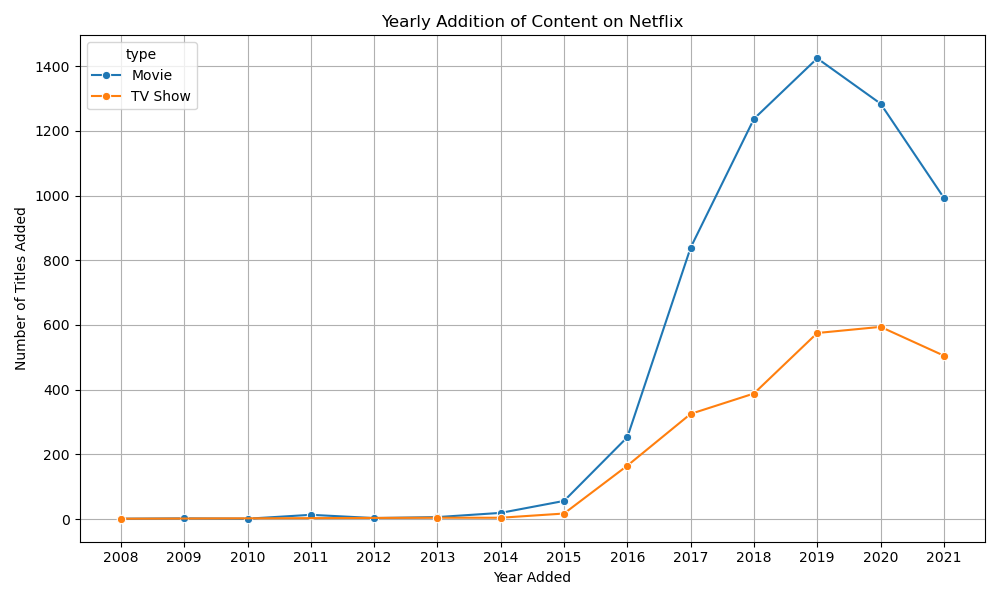 Yearly Addition of Content on Netflix
type
Movie
TV Show
Number of Titles Added
1400
1200
1000
800
600
400
200
0
2008 2009 2010 2011 2012 2013 2014 2015 2016 2017 2018 2019 2020 2021
Year Added